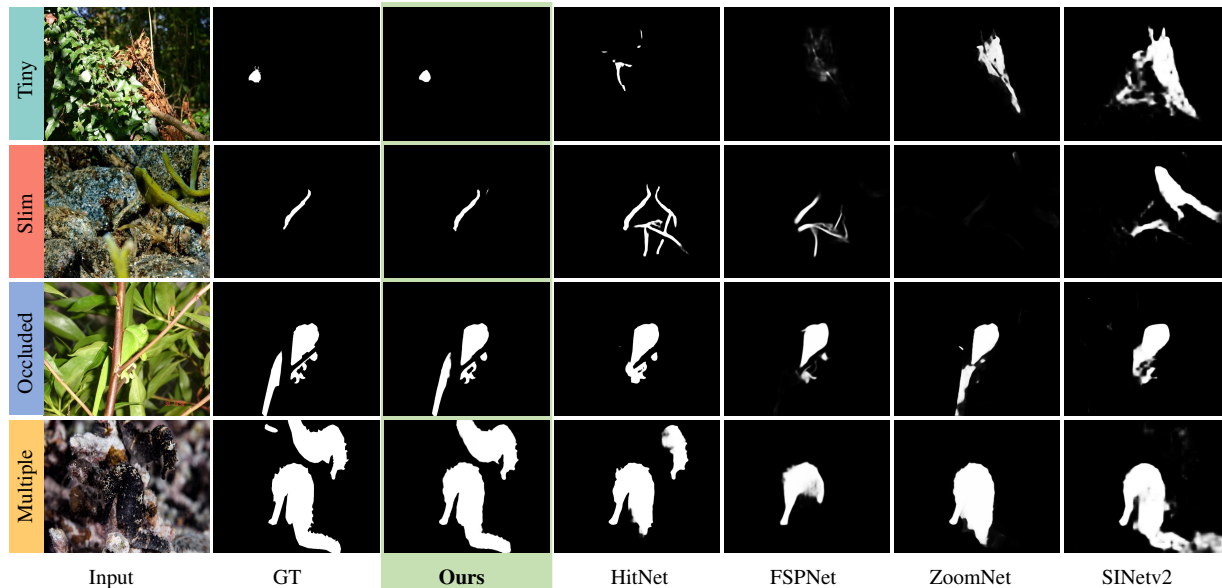 Tiny
Slim
Occluded
Multiple
Input GT Ours HitNet FSPNet ZoomNet SINetv2